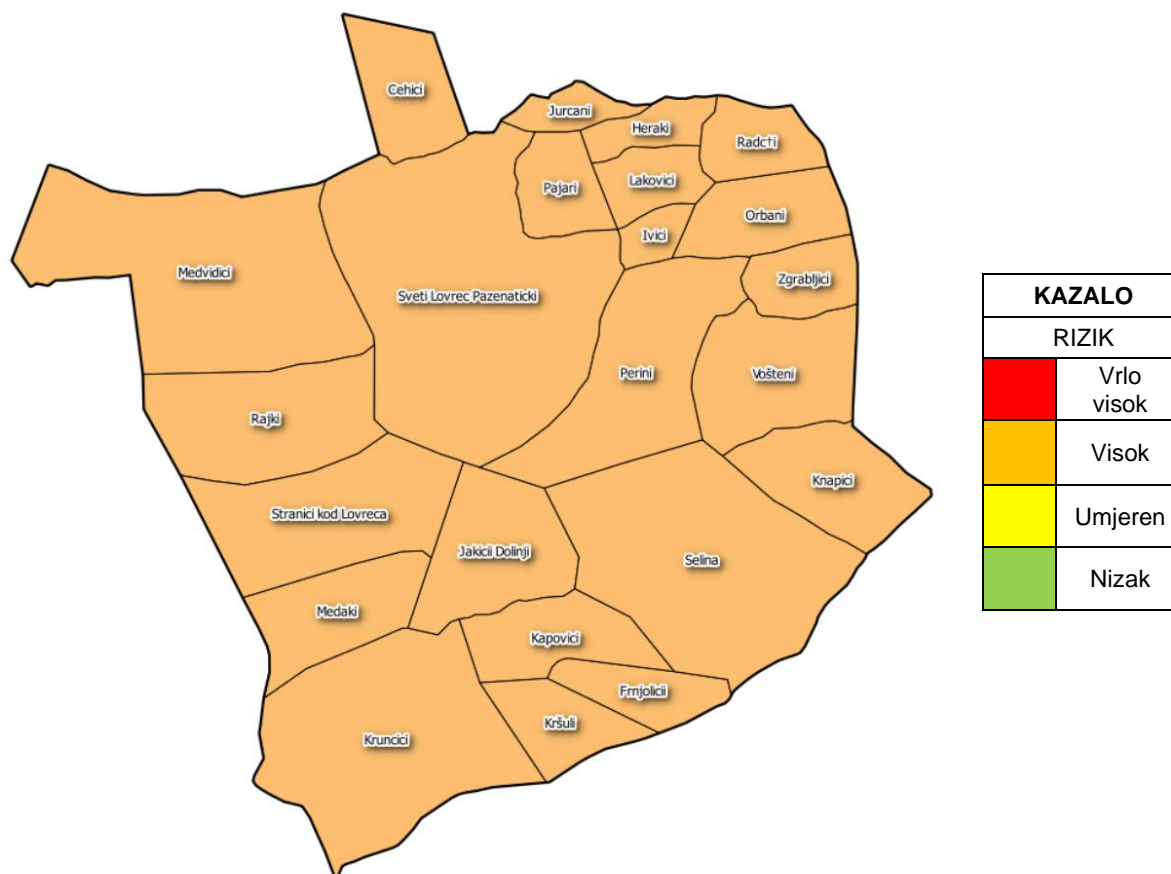 Cehici
Jurcani
Heraki
Radc†i
Pajari
Lakovici
Orbani
Ivici
Medvidici
Sveti Lovrec Pazenaticki
Zgrabljici
Perini
Vošteni
Rajki
Knapici
Stranici kod Lovreca
Jakicii Dolinji
Selina
Medaki
Kapovici
Frnjolicii
Kršuli
Kruncici
KAZALO
RIZIK
Vrlo
visok
Visok
Umjeren
Nizak